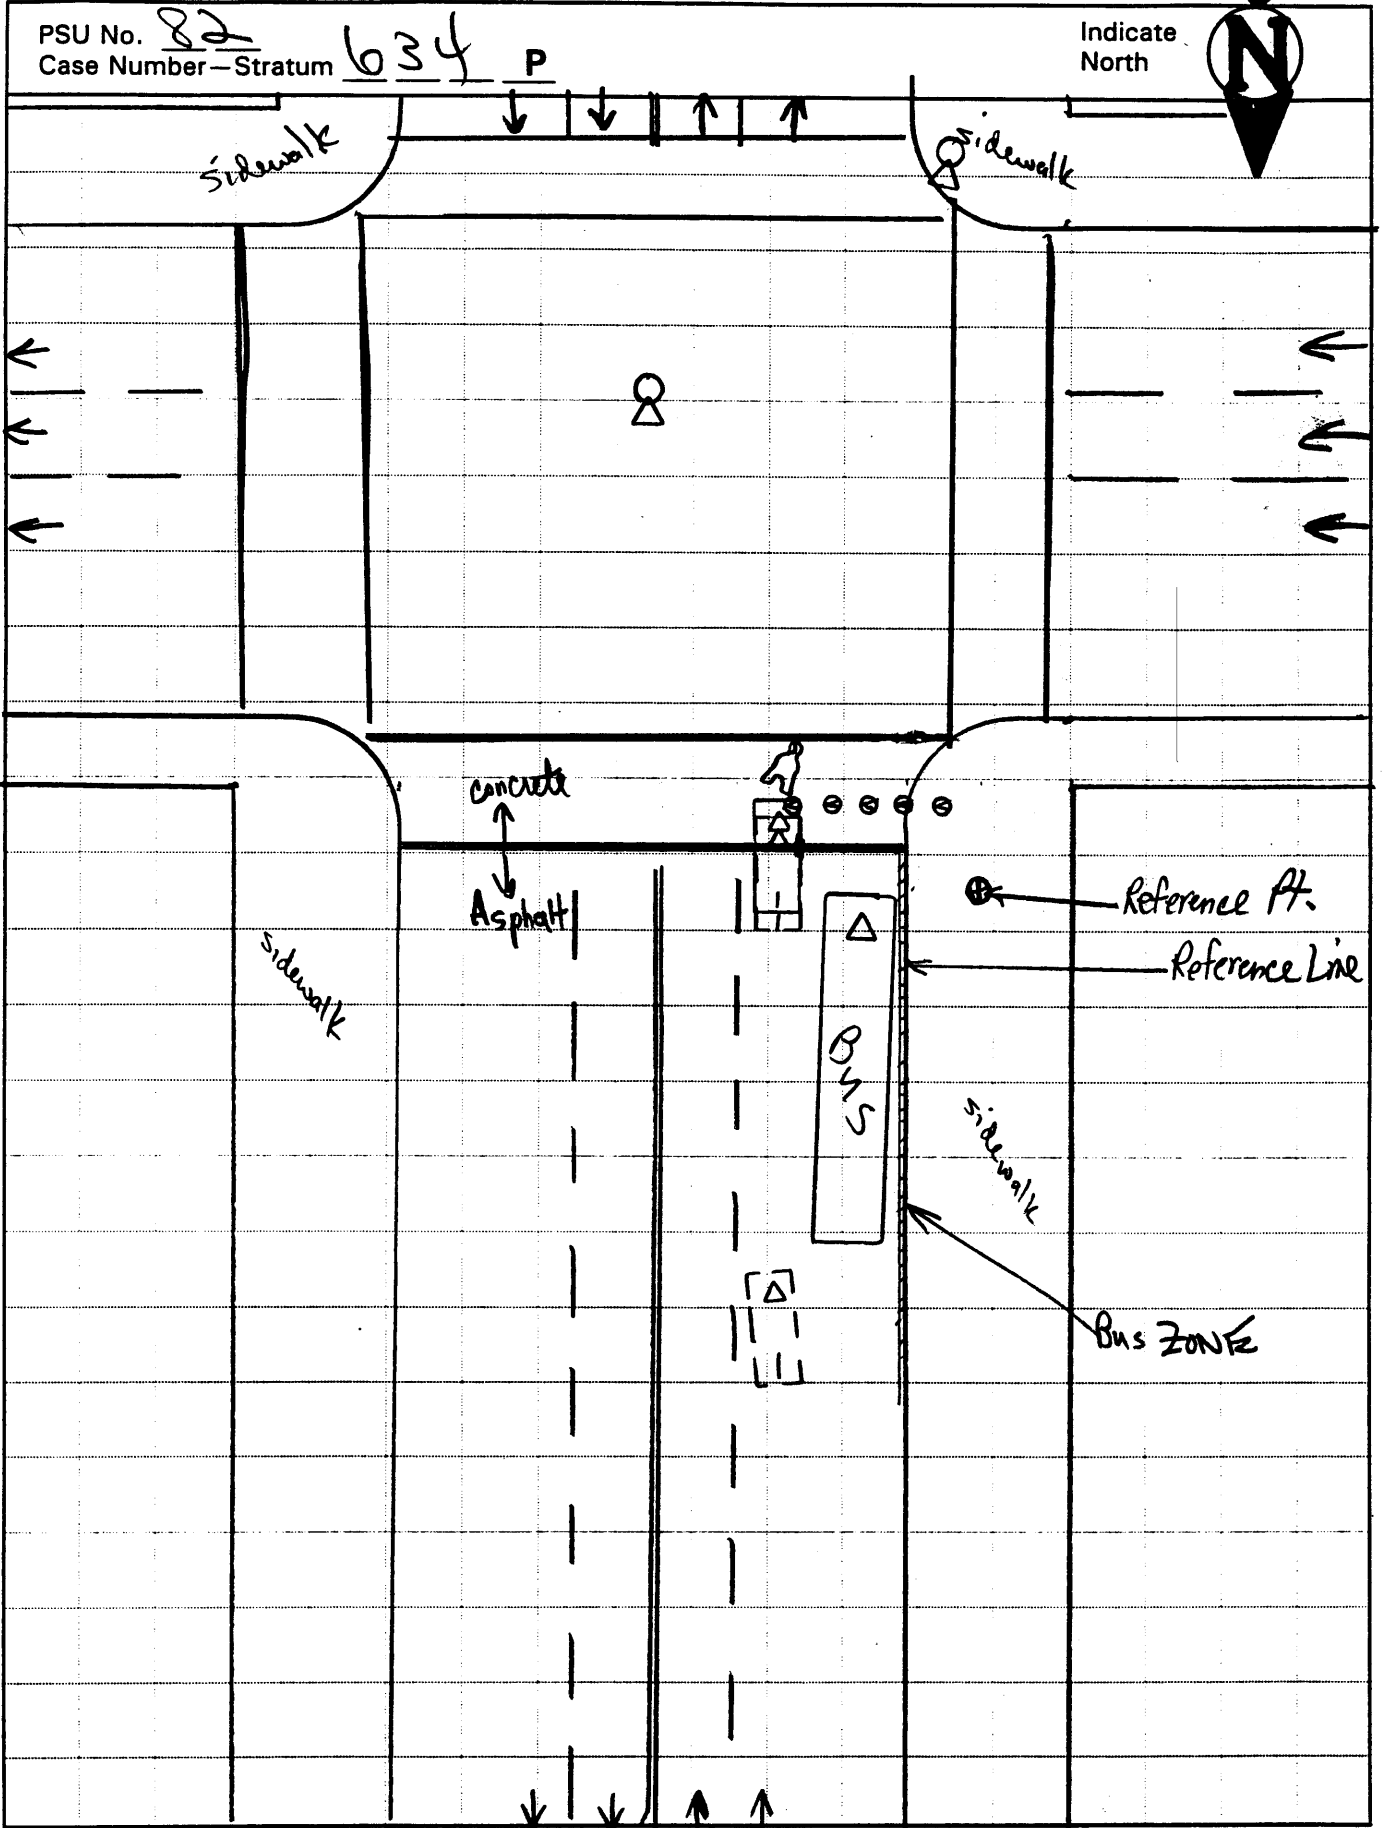 PSU No. 82
Case Number—Stratum 634 P
Indicate
North
N
sidewalk
sidewalk
concrete
Asphalt
Reference Pt.
Reference Line
sidewalk
Bus
sidewalk
Bus ZONE